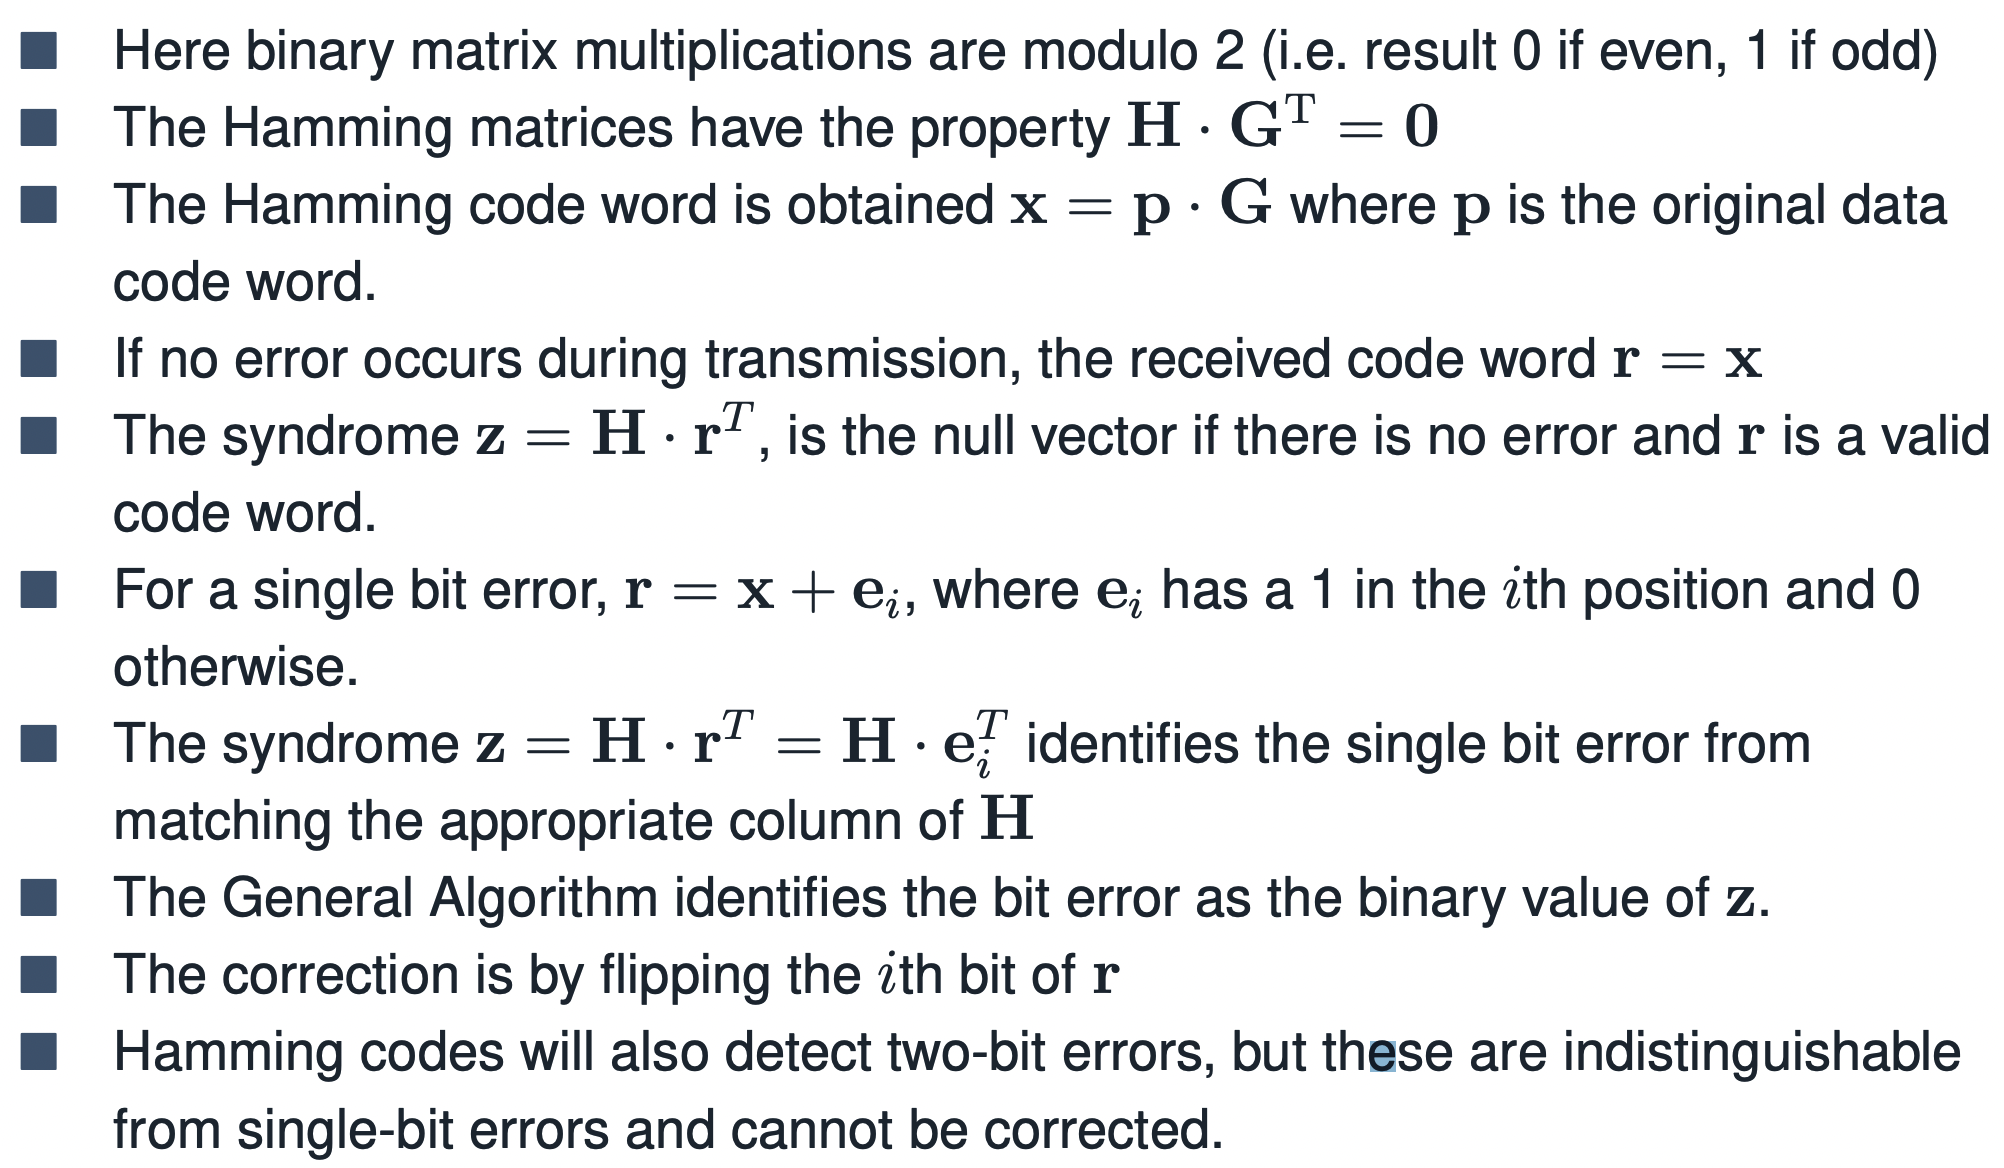 ■ Here binary matrix multiplications are modulo 2 (i.e. result 0 if even, 1 if odd)
■ The Hamming matrices have the property $\mathbf{H} \cdot \mathbf{G}^{\mathrm{T}} = \mathbf{0}$
■ The Hamming code word is obtained $\mathbf{x} = \mathbf{p} \cdot \mathbf{G}$ where $\mathbf{p}$ is the original data
code word.
■ If no error occurs during transmission, the received code word $\mathbf{r} = \mathbf{x}$
■ The syndrome $\mathbf{z} = \mathbf{H} \cdot \mathbf{r}^T$, is the null vector if there is no error and $\mathbf{r}$ is a valid
code word.
■ For a single bit error, $\mathbf{r} = \mathbf{x} + \mathbf{e}_i$, where $\mathbf{e}_i$ has a 1 in the $i$th position and 0
otherwise.
■ The syndrome $\mathbf{z} = \mathbf{H} \cdot \mathbf{r}^T = \mathbf{H} \cdot \mathbf{e}_i^T$ identifies the single bit error from
matching the appropriate column of $\mathbf{H}$
■ The General Algorithm identifies the bit error as the binary value of $\mathbf{z}$.
■ The correction is by flipping the $i$th bit of $\mathbf{r}$
■ Hamming codes will also detect two-bit errors, but these are indistinguishable
from single-bit errors and cannot be corrected.